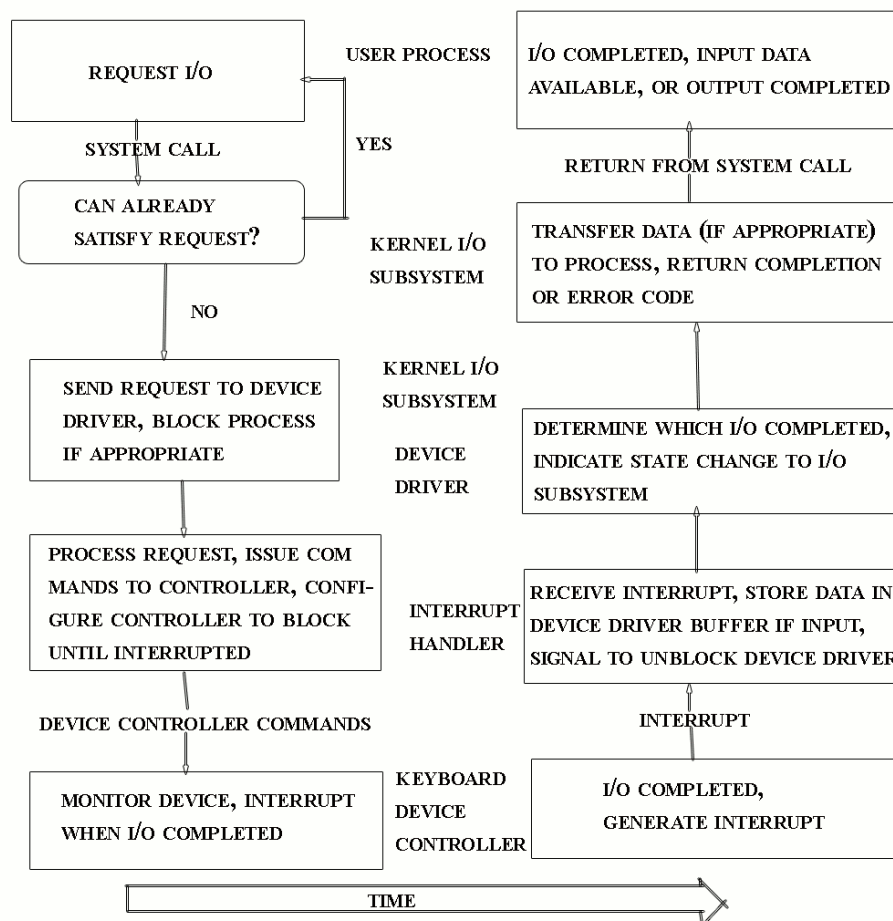 REQUEST I/O
SYSTEM CALL
CAN ALREADY
SATISFY REQUEST?
YES
NO
SEND REQUEST TO DEVICE
DRIVER, BLOCK PROCESS
IF APPROPRIATE
PROCESS REQUEST, ISSUE COM
MANDS TO CONTROLLER, CONFI-
GURE CONTROLLER TO BLOCK
UNTIL INTERRUPTED
DEVICE CONTROLLER COMMANDS
MONITOR DEVICE, INTERRUPT
WHEN I/O COMPLETED
USER PROCESS
KERNEL I/O
SUBSYSTEM
KERNEL I/O
SUBSYSTEM
DEVICE
DRIVER
INTERRUPT
HANDLER
KEYBOARD
DEVICE
CONTROLLER
I/O COMPLETED, INPUT DATA
AVAILABLE, OR OUTPUT COMPLETED
RETURN FROM SYSTEM CALL
TRANSFER DATA (IF APPROPRIATE)
TO PROCESS, RETURN COMPLETION
OR ERROR CODE
DETERMINE WHICH I/O COMPLETED,
INDICATE STATE CHANGE TO I/O
SUBSYSTEM
RECEIVE INTERRUPT, STORE DATA IN
DEVICE DRIVER BUFFER IF INPUT,
SIGNAL TO UNBLOCK DEVICE DRIVER
INTERRUPT
I/O COMPLETED,
GENERATE INTERRUPT
TIME